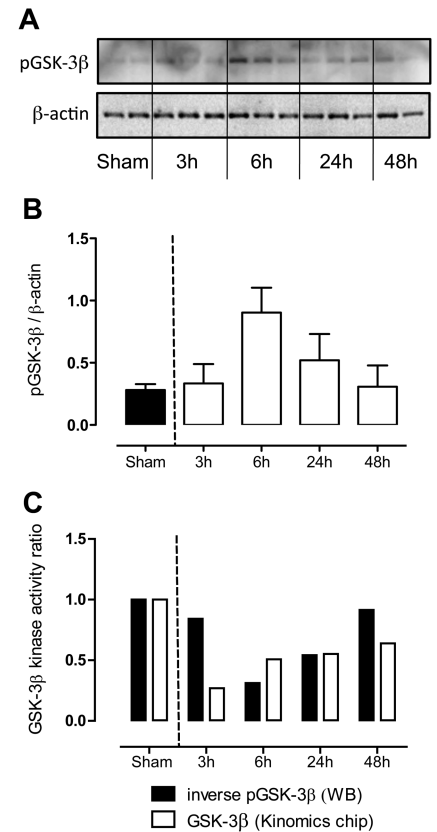 A
pGSK-3β
β-actin
Sham 3h 6h 24h 48h
B
pGSK-3β / β-actin
1.5
1.0
0.5
0.0
Sham 3h 6h 24h 48h
C
GSK-3β kinase activity ratio
1.5
1.0
0.5
0.0
Sham 3h 6h 24h 48h
inverse pGSK-3β (WB)
GSK-3β (Kinomics chip)